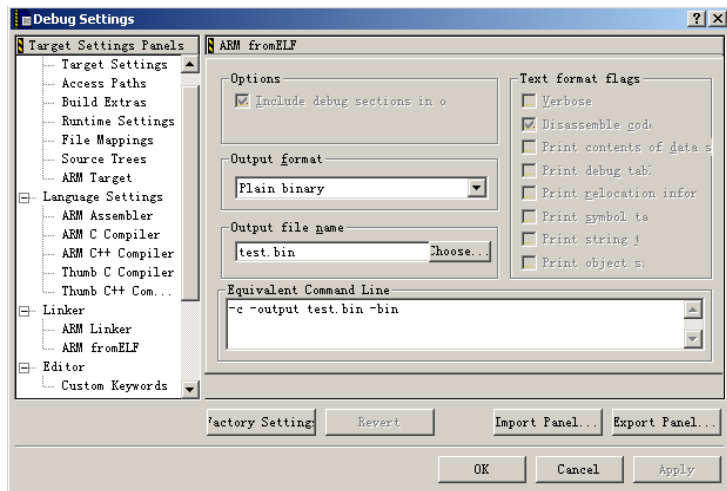 Debug Settings
Target Settings Panels
Target Settings
Access Paths
Build Extras
Runtime Settings
File Mappings
Source Trees
ARM Target
Language Settings
ARM Assembler
ARM C Compiler
ARM C++ Compiler
Thumb C Compiler
Thumb C++ Com...
Linker
ARM Linker
ARM fromELF
Editor
Custom Keywords
ARM fromELF
Options
Include debug sections in o
Output format
Plain binary
Output file name
test.bin
Choose...
Text format flags
Verbose
Disassemble cod
Print contents of data s
Print debug tab
Print relocation infor
Print symbol ta
Print string t
Print object s
Equivalent Command Line
-c -output test.bin -bin
Factory Setting
Revert
Import Panel...
Export Panel...
OK
Cancel
Apply